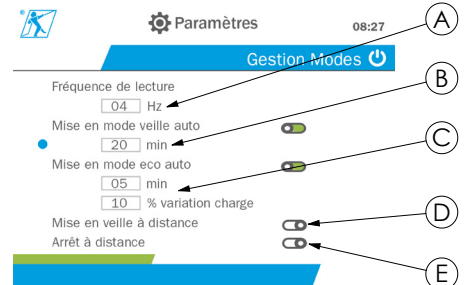 Paramètres
08:27
A
Gestion Modes
B
Fréquence de lecture
04 Hz
Mise en mode veille auto
20 min
C
Mise en mode eco auto
05 min
10 % variation charge
D
Mise en veille à distance
Arrêt à distance
E